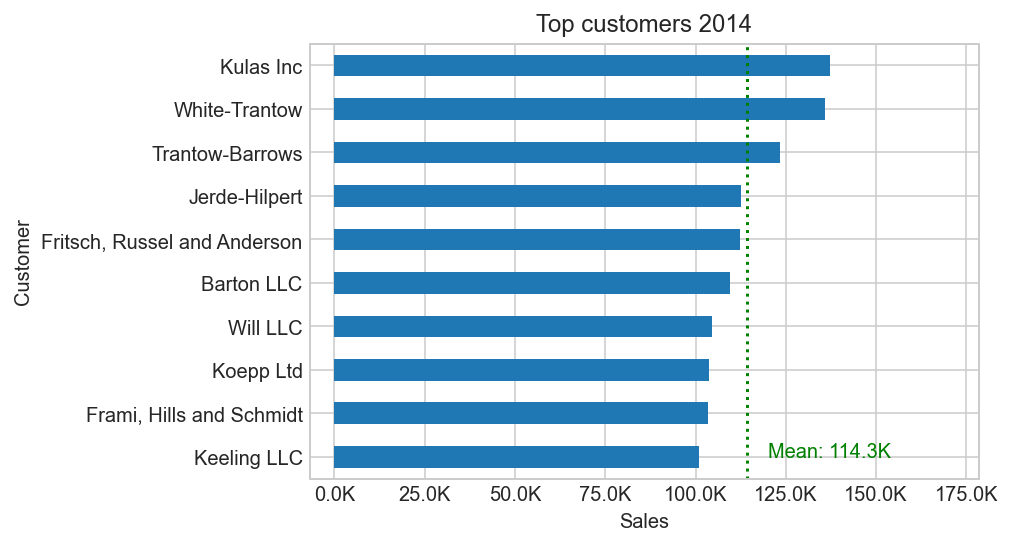 Top customers 2014
Customer
Kulas Inc
White-Trantow
Trantow-Barrows
Jerde-Hilpert
Fritsch, Russel and Anderson
Barton LLC
Will LLC
Koepp Ltd
Frami, Hills and Schmidt
Keeling LLC
Mean: 114.3K
0.0K 25.0K 50.0K 75.0K 100.0K 125.0K 150.0K 175.0K
Sales